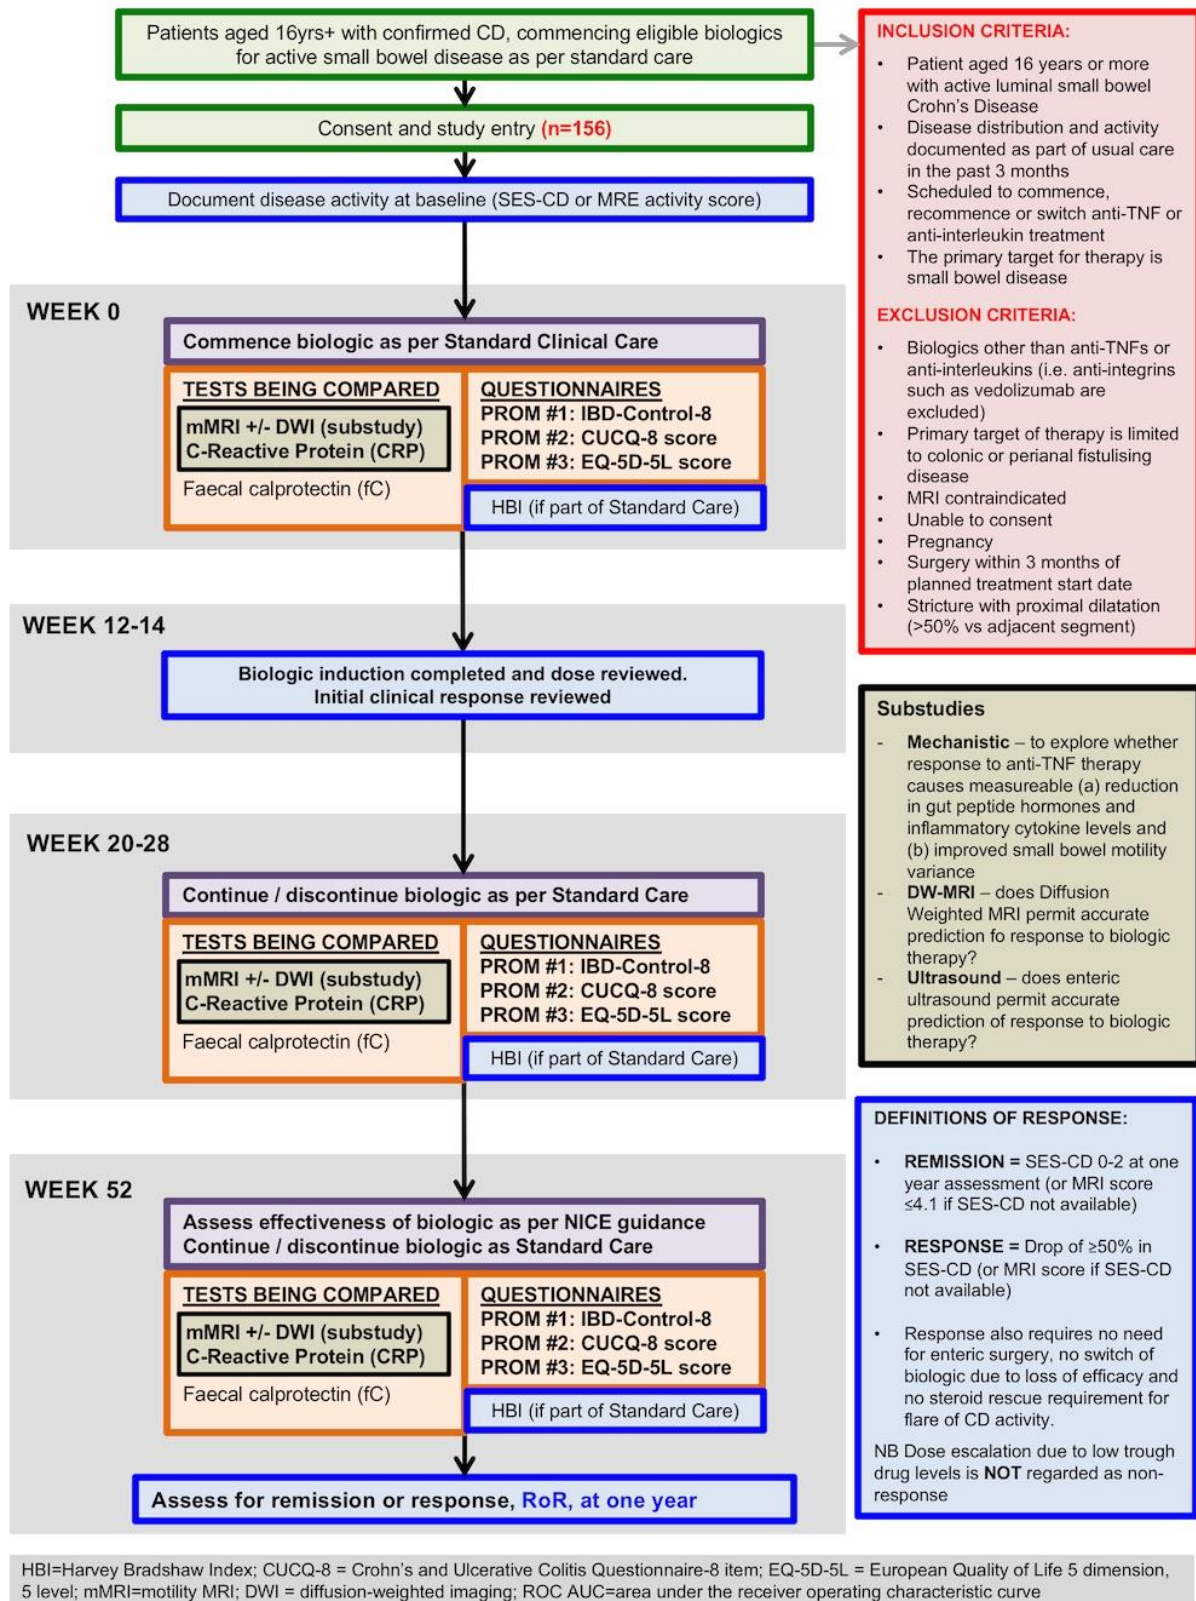 Patients aged 16yrs+ with confirmed CD, commencing eligible biologics
for active small bowel disease as per standard care
Consent and study entry (n=156)
Document disease activity at baseline (SES-CD or MRE activity score)
WEEK 0
Commence biologic as per Standard Clinical Care
TESTS BEING COMPARED
mMRI +/- DWI (substudy)
C-Reactive Protein (CRP)
Faecal calprotectin (fC)
QUESTIONNAIRES
PROM #1: IBD-Control-8
PROM #2: CUCQ-8 score
PROM #3: EQ-5D-5L score
HBI (if part of Standard Care)
WEEK 12-14
Biologic induction completed and dose reviewed.
Initial clinical response reviewed
WEEK 20-28
Continue / discontinue biologic as per Standard Care
TESTS BEING COMPARED
mMRI +/- DWI (substudy)
C-Reactive Protein (CRP)
Faecal calprotectin (fC)
QUESTIONNAIRES
PROM #1: IBD-Control-8
PROM #2: CUCQ-8 score
PROM #3: EQ-5D-5L score
HBI (if part of Standard Care)
WEEK 52
Assess effectiveness of biologic as per NICE guidance
Continue / discontinue biologic as Standard Care
TESTS BEING COMPARED
mMRI +/- DWI (substudy)
C-Reactive Protein (CRP)
Faecal calprotectin (fC)
QUESTIONNAIRES
PROM #1: IBD-Control-8
PROM #2: CUCQ-8 score
PROM #3: EQ-5D-5L score
HBI (if part of Standard Care)
Assess for remission or response, RoR, at one year
INCLUSION CRITERIA:
• Patient aged 16 years or more
with active luminal small bowel
Crohn's Disease
• Disease distribution and activity
documented as part of usual care
in the past 3 months
• Scheduled to commence,
recommence or switch anti-TNF or
anti-interleukin treatment
• The primary target for therapy is
small bowel disease
EXCLUSION CRITERIA:
• Biologics other than anti-TNFs or
anti-interleukins (i.e. anti-integrins
such as vedolizumab are
excluded)
• Primary target of therapy is limited
to colonic or perianal fistulising
disease
• MRI contraindicated
• Unable to consent
• Pregnancy
• Surgery within 3 months of
planned treatment start date
• Stricture with proximal dilatation
(>50% vs adjacent segment)
Substudies
- Mechanistic – to explore whether
response to anti-TNF therapy
causes measureable (a) reduction
in gut peptide hormones and
inflammatory cytokine levels and
(b) improved small bowel motility
variance
- DW-MRI – does Diffusion
Weighted MRI permit accurate
prediction fo response to biologic
therapy?
- Ultrasound – does enteric
ultrasound permit accurate
prediction of response to biologic
therapy?
DEFINITIONS OF RESPONSE:
• REMISSION = SES-CD 0-2 at one
year assessment (or MRI score
≤4.1 if SES-CD not available)
• RESPONSE = Drop of ≥50% in
SES-CD (or MRI score if SES-CD
not available)
• Response also requires no need
for enteric surgery, no switch of
biologic due to loss of efficacy and
no steroid rescue requirement for
flare of CD activity.
NB Dose escalation due to low trough
drug levels is NOT regarded as non-
response
HBI=Harvey Bradshaw Index; CUCQ-8 = Crohn's and Ulcerative Colitis Questionnaire-8 item; EQ-5D-5L = European Quality of Life 5 dimension,
5 level; mMRI=motility MRI; DWI = diffusion-weighted imaging; ROC AUC=area under the receiver operating characteristic curve